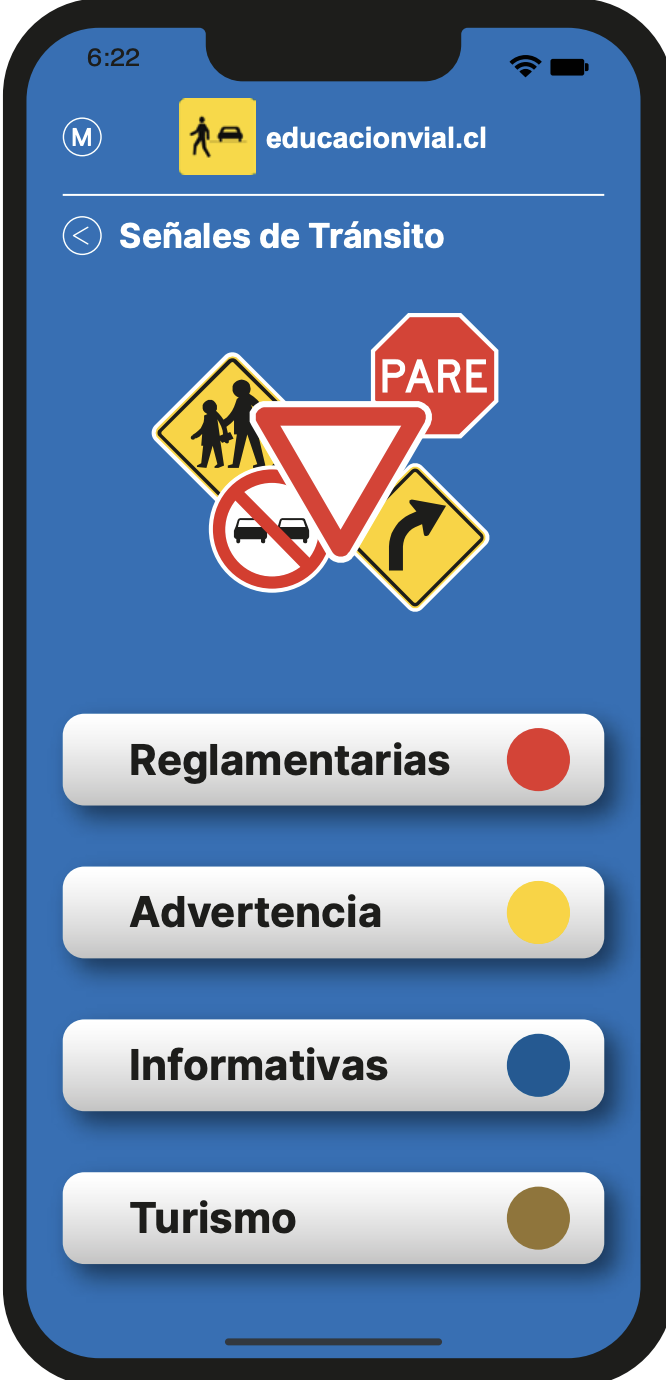 6:22
M
educacionvial.cl
< Señales de Tránsito
PARE
Reglamentarias
Advertencia
Informativas
Turismo